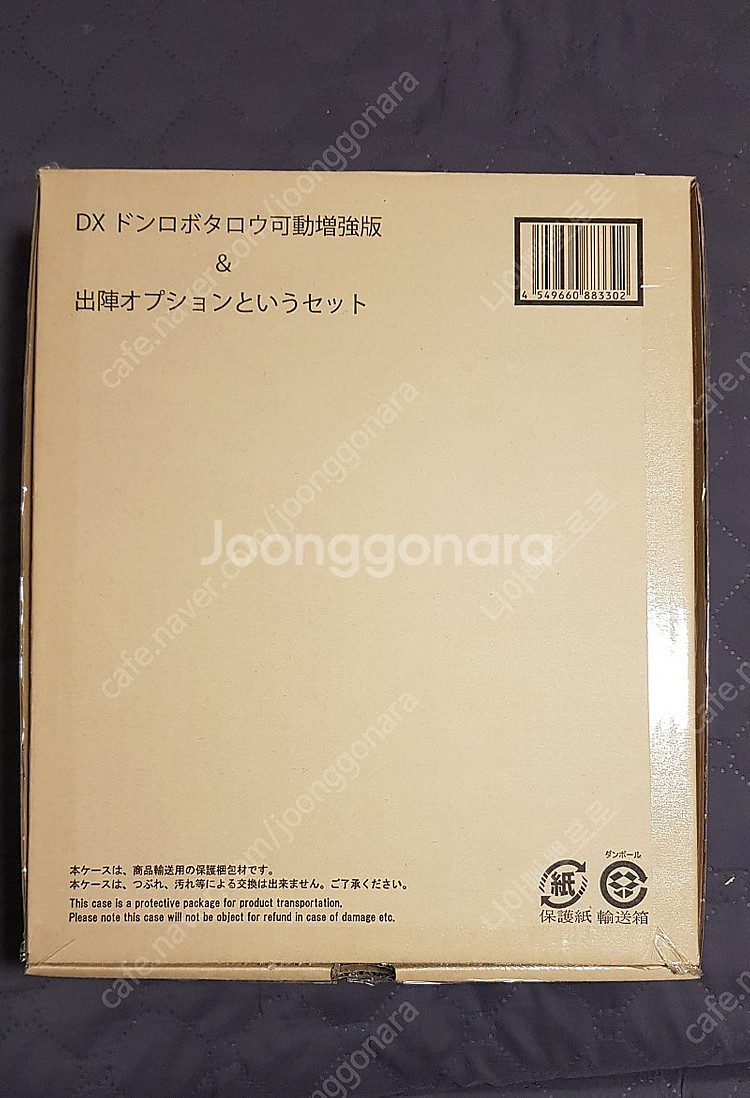 DX ドンロボタロウ可動増強版
&
出陣オプションというセット
4 549660 883302
Joonggonara
cafe.naver.com/joonggonara
本ケースは、商品輸送用の保護梱包材です。
本ケースは、つぶれ、汚れ等による交換は出来ません。ご了承ください。
This case is a protective package for product transportation.
Please note this case will not be object for refund in case of damage etc.
紙
保護紙
ダンボール
輸送箱